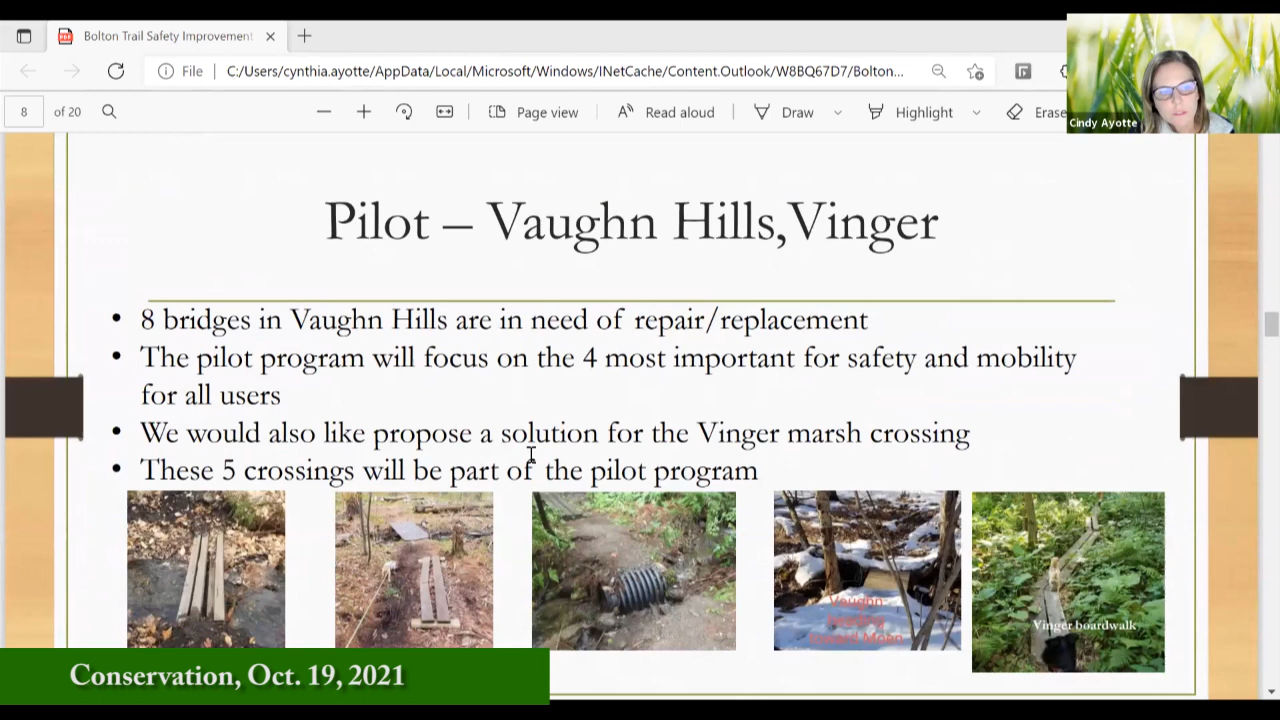 Bolton Trail Safety Improvement
File
C:/Users/cynthia.ayotte/AppData/Local/Microsoft/Windows/INetCache/Content.Outlook/W8BQ67D7/Bolton...
8 of 20
Page view
Read aloud
Draw
Highlight
Erase
Cindy Ayotte
Pilot – Vaughn Hills,Vinger
• 8 bridges in Vaughn Hills are in need of repair/replacement
• The pilot program will focus on the 4 most important for safety and mobility
for all users
• We would also like propose a solution for the Vinger marsh crossing
• These 5 crossings will be part of the pilot program
Vaughn
heading
toward Moen
Vinger boardwalk
Conservation, Oct. 19, 2021